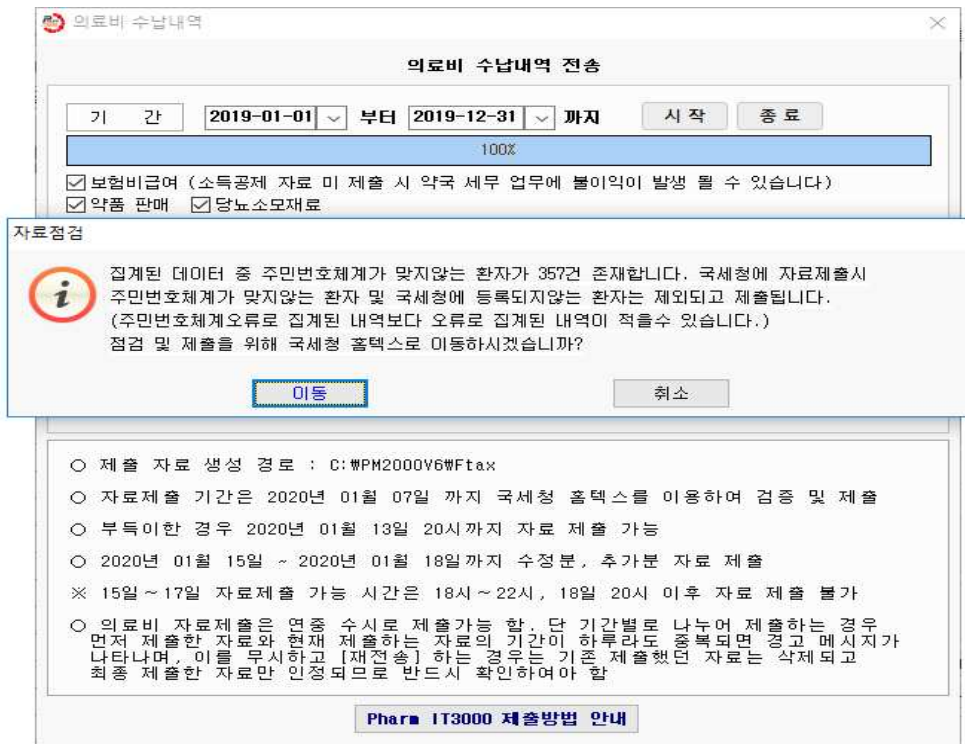 의료비 수납내역
의료비 수납내역 전송
기 간 2019-01-01 부터 2019-12-31 까지 시작 종료
100%
보험비급여 (소득공제 자료 미 제출 시 약국 세무 업무에 불이익이 발생 될 수 있습니다)
약품 판매 당뇨소모재료
자료점검
집계된 데이터 중 주민번호체계가 맞지않는 환자가 357건 존재합니다. 국세청에 자료제출시
주민번호체계가 맞지않는 환자 및 국세청에 등록되지않는 환자는 제외되고 제출됩니다.
(주민번호체계오류로 집계된 내역보다 오류로 집계된 내역이 적을수 있습니다.)
점검 및 제출을 위해 국세청 홈텍스로 이동하시겠습니까?
이동 취소
○ 제출 자료 생성 경로 : C:₩PM2000V6₩Ftax
○ 자료제출 기간은 2020년 01월 07일 까지 국세청 홈텍스를 이용하여 검증 및 제출
○ 부득이한 경우 2020년 01월 13일 20시까지 자료 제출 가능
○ 2020년 01월 15일 ~ 2020년 01월 18일까지 수정분, 추가분 자료 제출
※ 15일~17일 자료제출 가능 시간은 18시~22시, 18일 20시 이후 자료 제출 불가
○ 의료비 자료제출은 연중 수시로 제출가능 함. 단 기간별로 나누어 제출하는 경우
먼저 제출한 자료와 현재 제출하는 자료의 기간이 하루라도 중복되면 경고 메시지가
나타나며, 이를 무시하고 [재전송] 하는 경우는 기존 제출했던 자료는 삭제되고
최종 제출한 자료만 인정되므로 반드시 확인하여야 함
Pharm IT3000 제출방법 안내